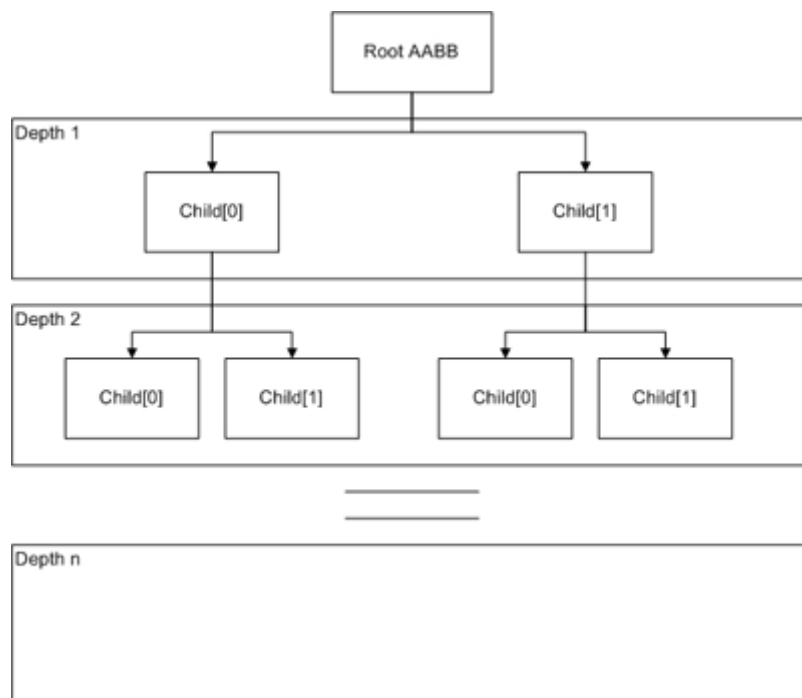 Root AABB
Depth 1
Child[0]
Child[1]
Depth 2
Child[0]
Child[1]
Child[0]
Child[1]
Depth n